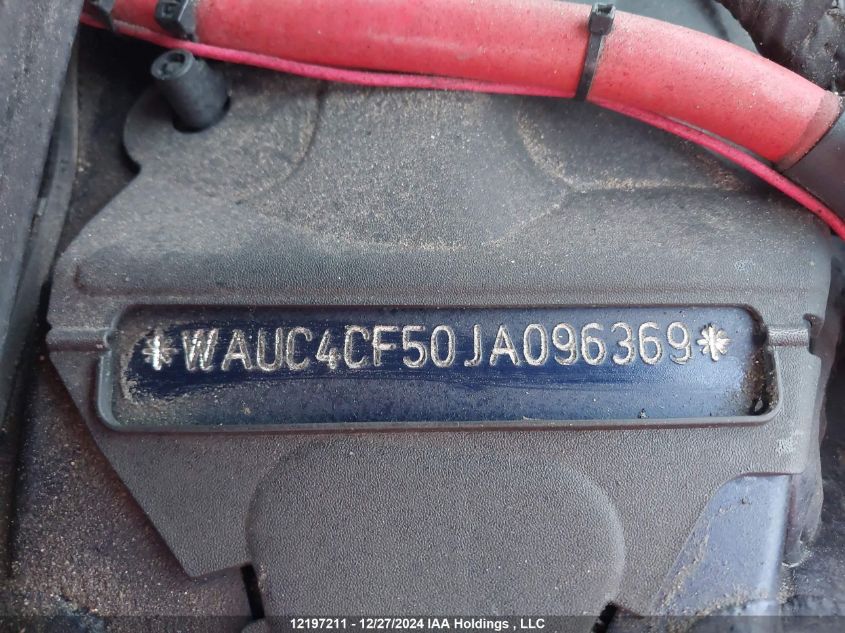 *WAUC4CF50JA096369*
12197211 - 12/27/2024 IAA Holdings , LLC